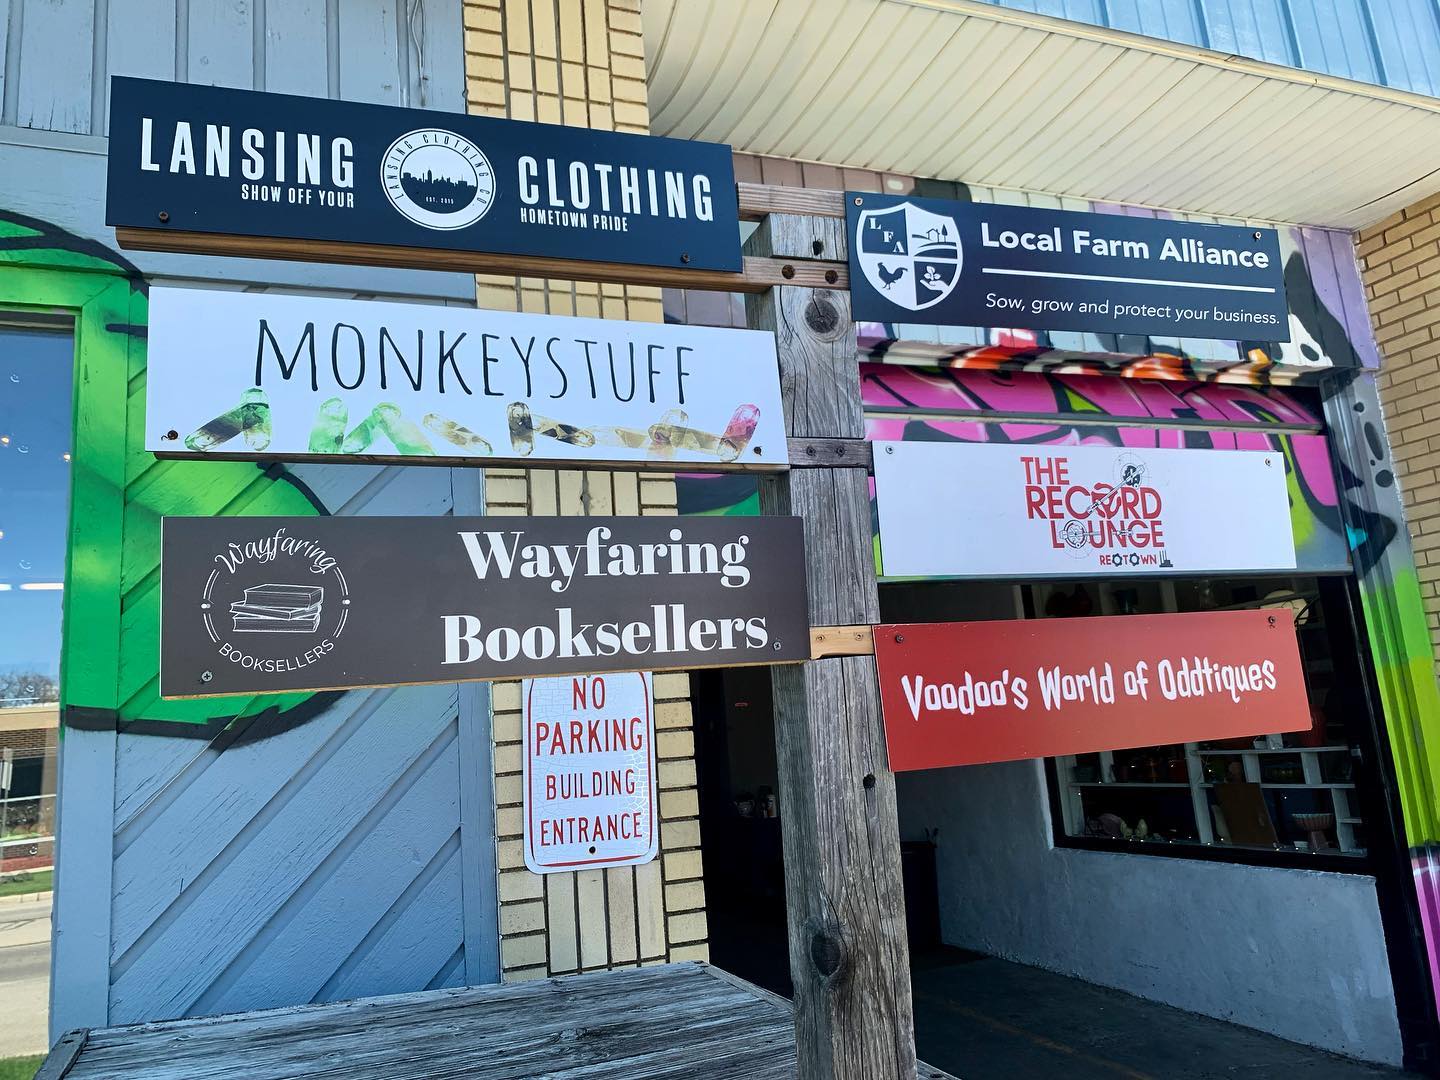 LANSING CLOTHING
SHOW OFF YOUR HOMETOWN PRIDE
LANSING CLOTHING CO
EST. 2015
MONKEYSTUFF
Wayfaring
BOOKSELLERS
Wayfaring
Booksellers
NO
PARKING
BUILDING
ENTRANCE
LFA
Local Farm Alliance
Sow, grow and protect your business.
THE
RECORD
LOUNGE
REOTOWN
Voodoo's World of Oddtiques